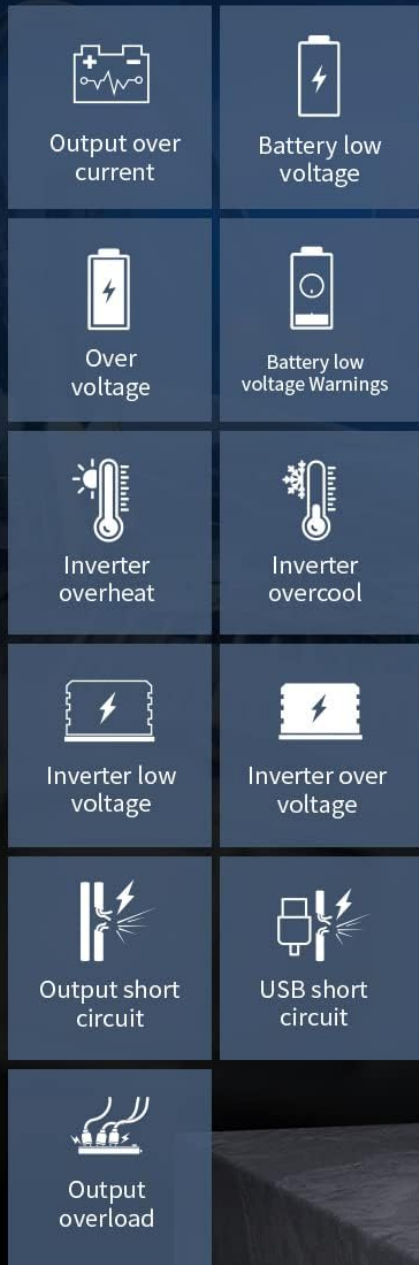 Output over
current
Battery low
voltage
Over
voltage
Battery low
voltage Warnings
Inverter
overheat
Inverter
overcool
Inverter low
voltage
Inverter over
voltage
Output short
circuit
USB short
circuit
Output
overload